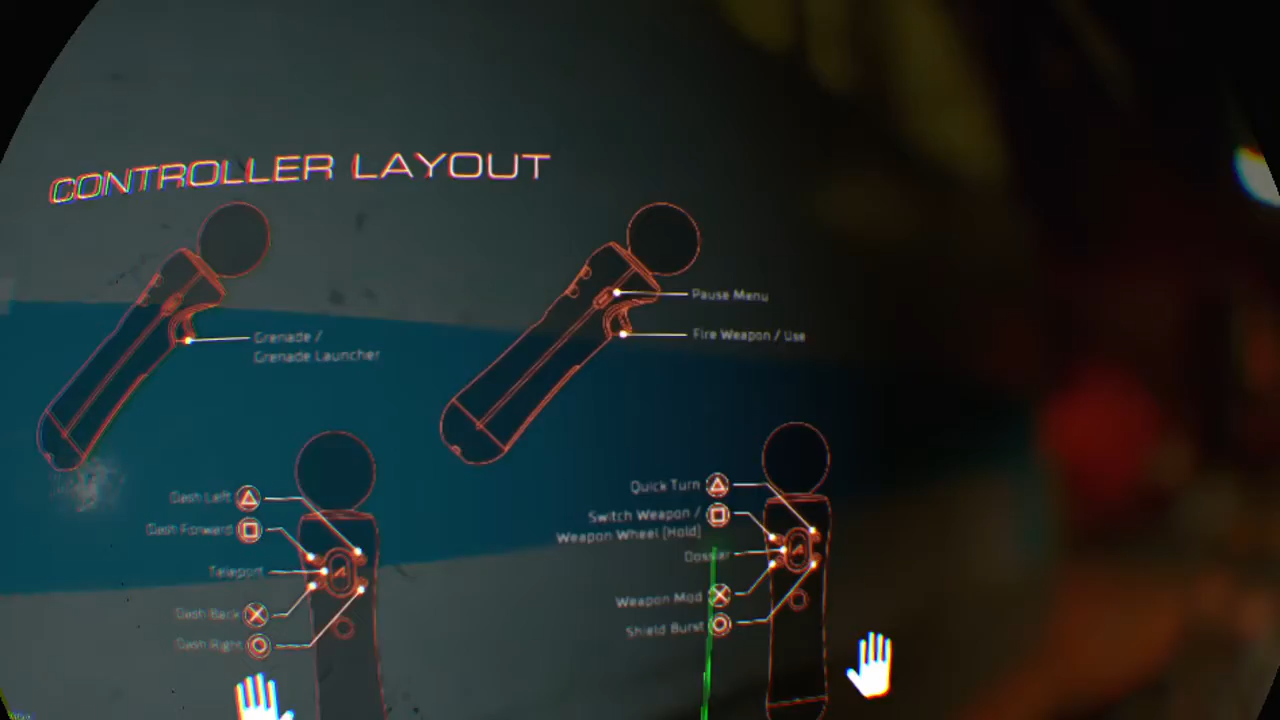 CONTROLLER LAYOUT
Pause Menu
Grenade /
Grenade Launcher
Fire Weapon / Use
Dash Left
Dash Forward
Teleport
Dash Back
Dash Right
Quick Turn
Switch Weapon /
Weapon Wheel [Hold]
Dossier
Weapon Mod
Shield Burst